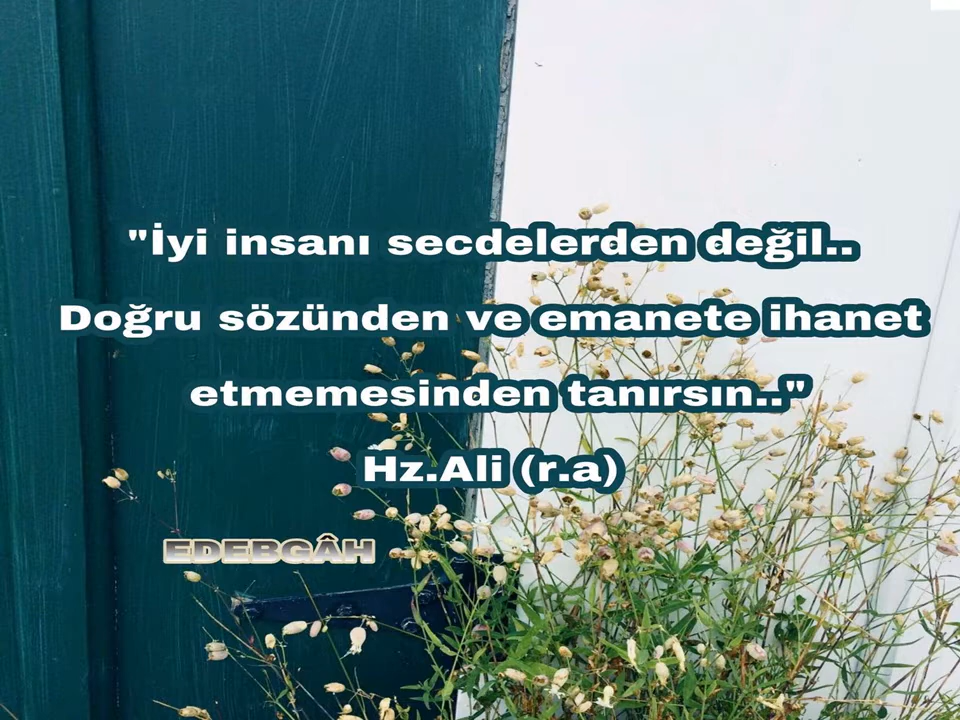 "İyi insanı secdelerden değil..
Doğru sözünden ve emanete ihanet
etmemesinden tanırsın.."
Hz.Ali (r.a)
EDEBGÂH